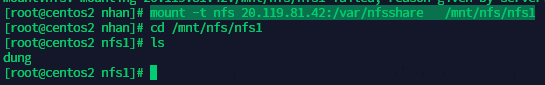 [root@centos2 nhan]# mount -t nfs 20.119.81.42:/var/nfsshare   /mnt/nfs/nfs1
[root@centos2 nhan]# cd /mnt/nfs/nfs1
[root@centos2 nfs1]# ls
dung
[root@centos2 nfs1]#